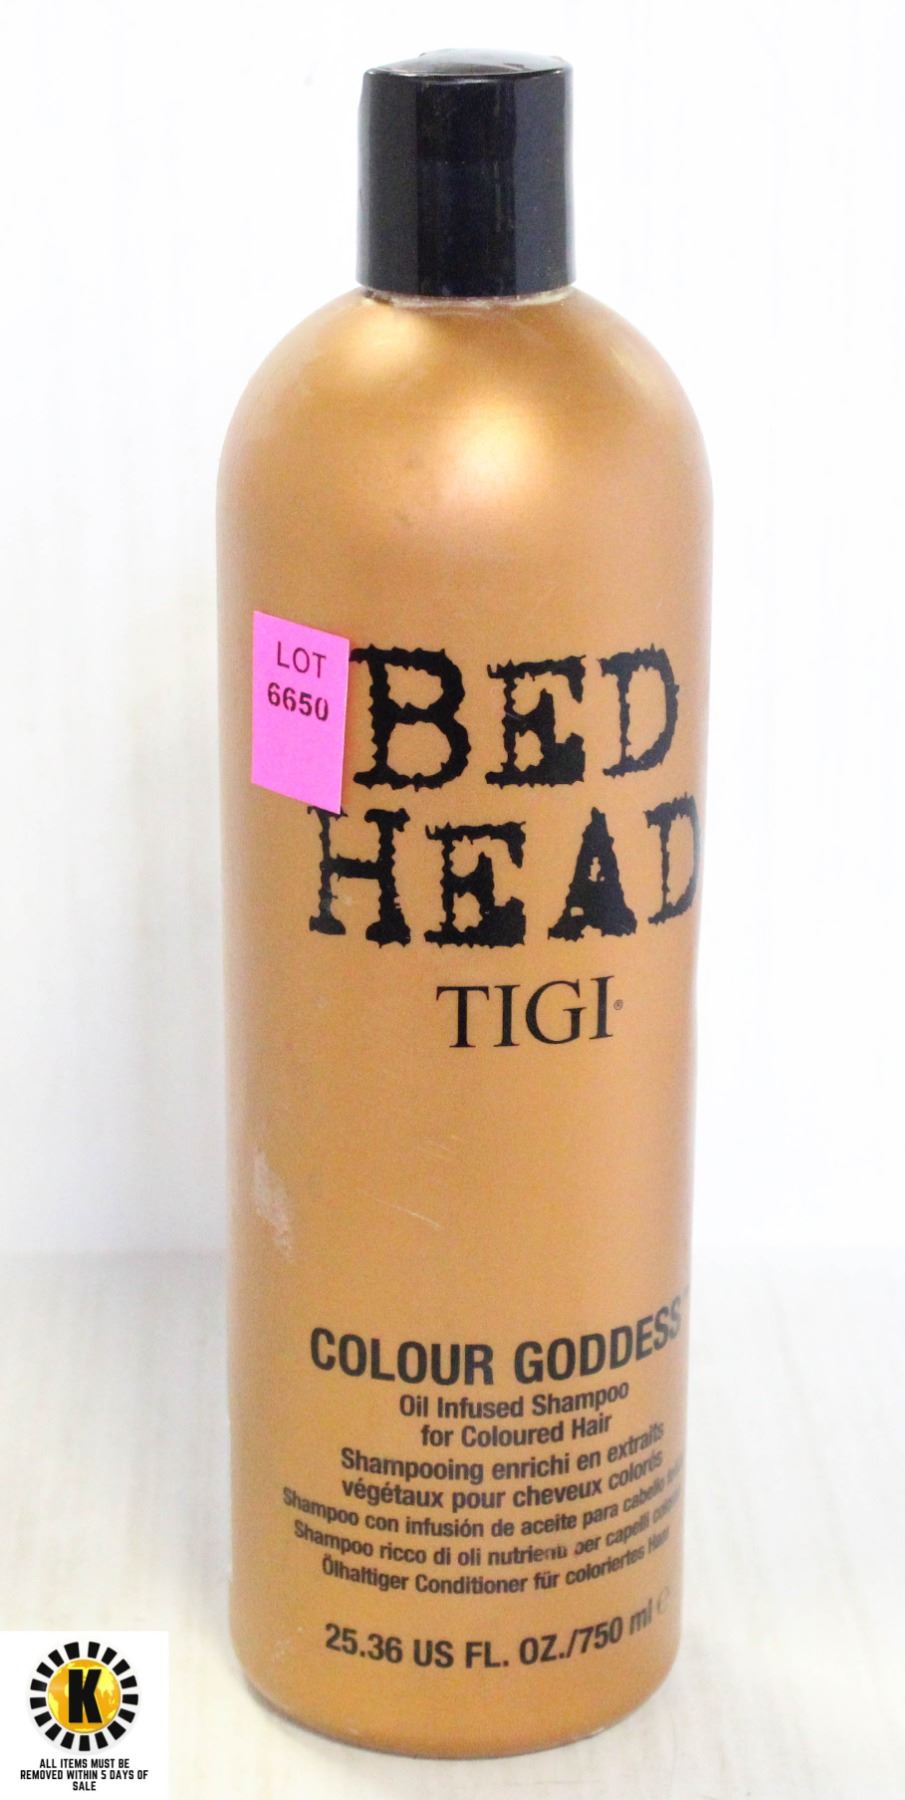 LOT
6650
BED
HEAD
TIGI®
COLOUR GODDESS
Oil Infused Shampoo
for Coloured Hair
Shampooing enrichi en extraits
végétaux pour cheveux colorés
Shampoo con infusión de aceite para cabello
Shampoo ricco di oli nutrienti per capelli
Ölhaltiger Conditioner für coloriertes Haar
25.36 US FL. OZ./750 ml ℮
K
ALL ITEMS MUST BE
REMOVED WITHIN 5 DAYS OF
SALE